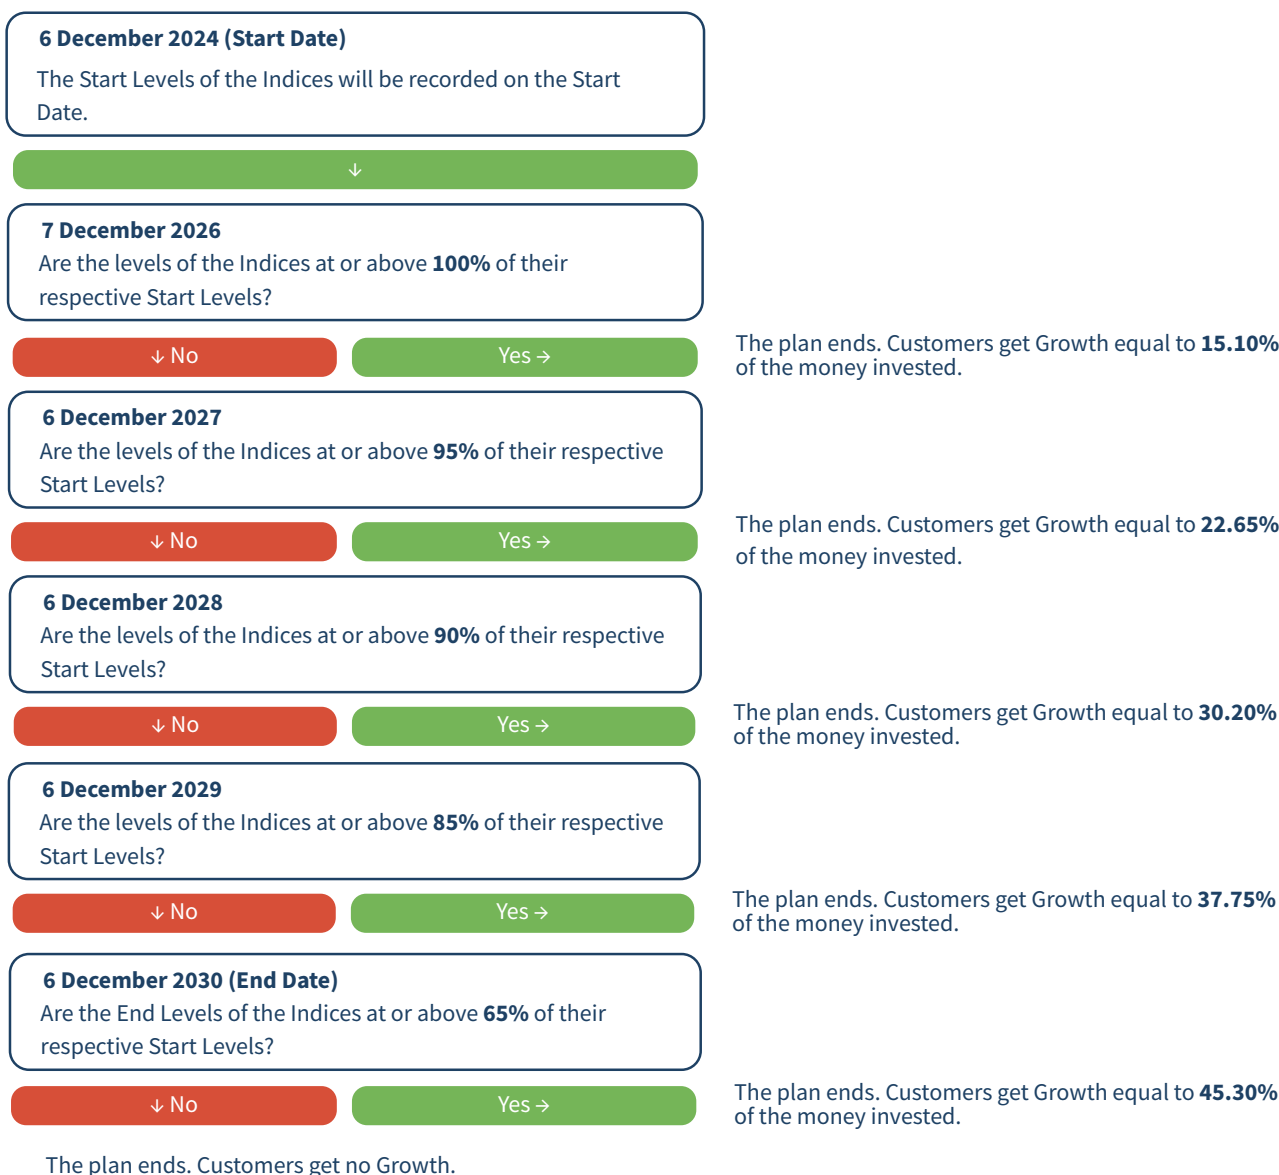 6 December 2024 (Start Date)
The Start Levels of the Indices will be recorded on the Start
Date.
↓
7 December 2026
Are the levels of the Indices at or above 100% of their
respective Start Levels?
↓ No
Yes →
The plan ends. Customers get Growth equal to 15.10%
of the money invested.
6 December 2027
Are the levels of the Indices at or above 95% of their respective
Start Levels?
↓ No
Yes →
The plan ends. Customers get Growth equal to 22.65%
of the money invested.
6 December 2028
Are the levels of the Indices at or above 90% of their respective
Start Levels?
↓ No
Yes →
The plan ends. Customers get Growth equal to 30.20%
of the money invested.
6 December 2029
Are the levels of the Indices at or above 85% of their respective
Start Levels?
↓ No
Yes →
The plan ends. Customers get Growth equal to 37.75%
of the money invested.
6 December 2030 (End Date)
Are the End Levels of the Indices at or above 65% of their
respective Start Levels?
↓ No
Yes →
The plan ends. Customers get Growth equal to 45.30%
of the money invested.
The plan ends. Customers get no Growth.